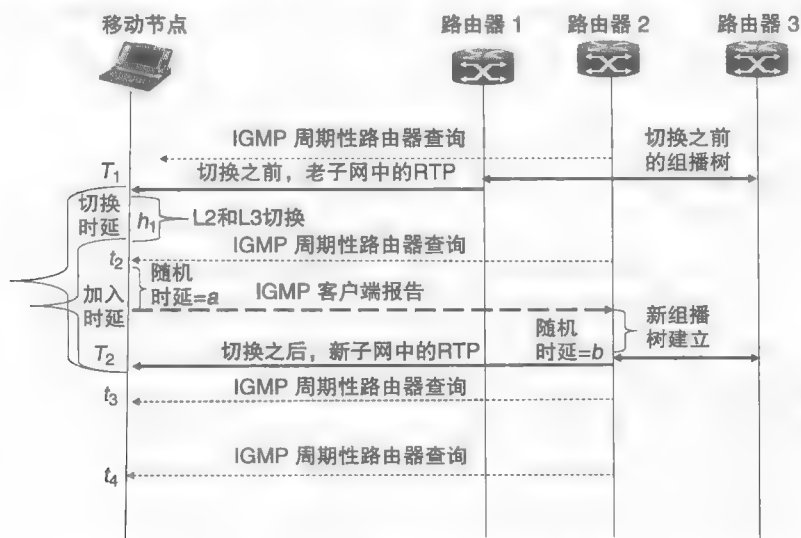 移动节点
路由器 1
路由器 2
路由器 3
IGMP 周期性路由器查询
切换之前
的组播树
T₁
切换之前，老子网中的RTP
切换
时延
h₁
L2和L3切换
IGMP 周期性路由器查询
t₂
随机
时延=a
加入
时延
IGMP 客户端报告
随机
时延=b
新组播
树建立
T₂
切换之后，新子网中的RTP
IGMP 周期性路由器查询
t₃
IGMP 周期性路由器查询
t₄